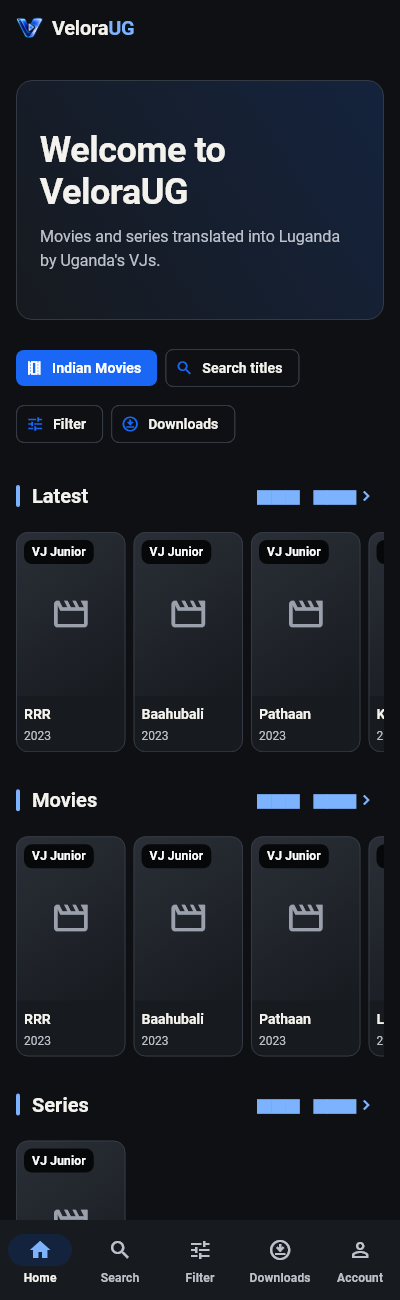 VeloraUG
Welcome to
VeloraUG
Movies and series translated into Luganda
by Uganda's VJs.
Indian Movies
Search titles
Filter
Downloads
Latest
VJ Junior
VJ Junior
VJ Junior
RRR
Baahubali
Pathaan
K
2023
2023
2023
2
Movies
VJ Junior
VJ Junior
VJ Junior
RRR
Baahubali
Pathaan
L
2023
2023
2023
2
Series
VJ Junior
Home
Search
Filter
Downloads
Account